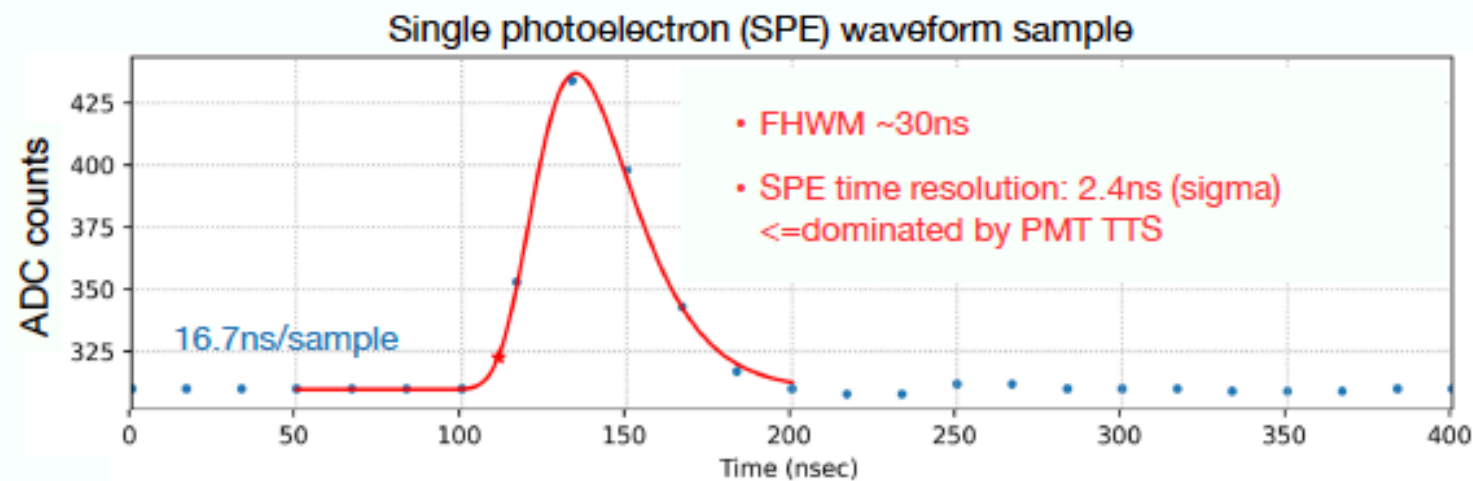 Single photoelectron (SPE) waveform sample
ADC counts
425
400
375
350
325
• FHWM ~30ns
• SPE time resolution: 2.4ns (sigma)
<=dominated by PMT TTS
16.7ns/sample
0 50 100 150 200 250 300 350 400
Time (nsec)